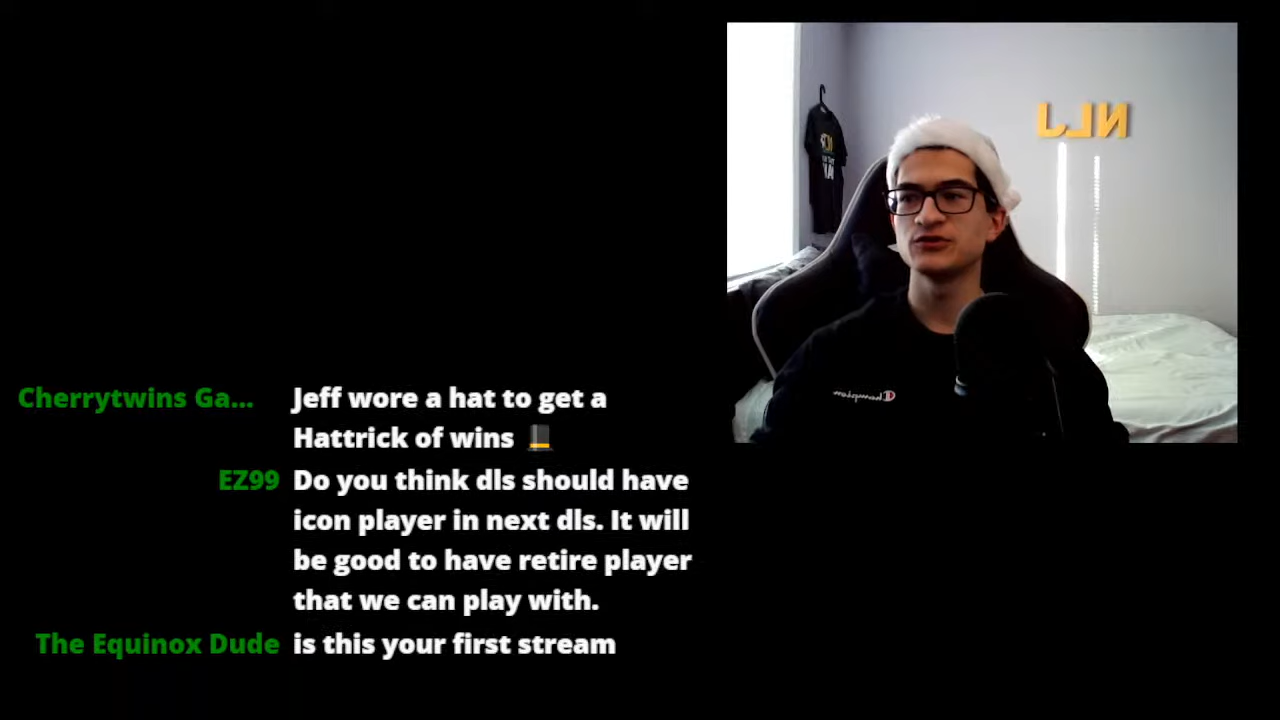 Cherrytwins Ga... Jeff wore a hat to get a
Hattrick of wins
EZ99 Do you think dls should have
icon player in next dls. It will
be good to have retire player
that we can play with.
The Equinox Dude is this your first stream
NLJ
Champion